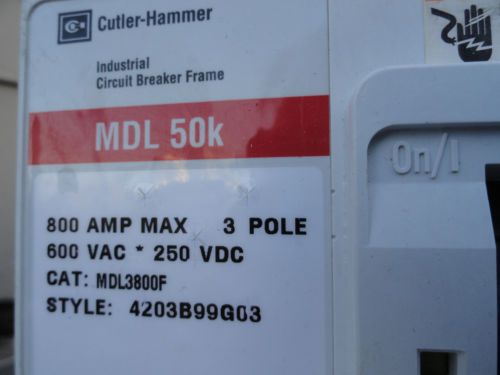 Cutler-Hammer
Industrial
Circuit Breaker Frame
MDL 50k
800 AMP MAX 3 POLE
600 VAC * 250 VDC
CAT: MDL3800F
STYLE: 4203B99G03
On/I